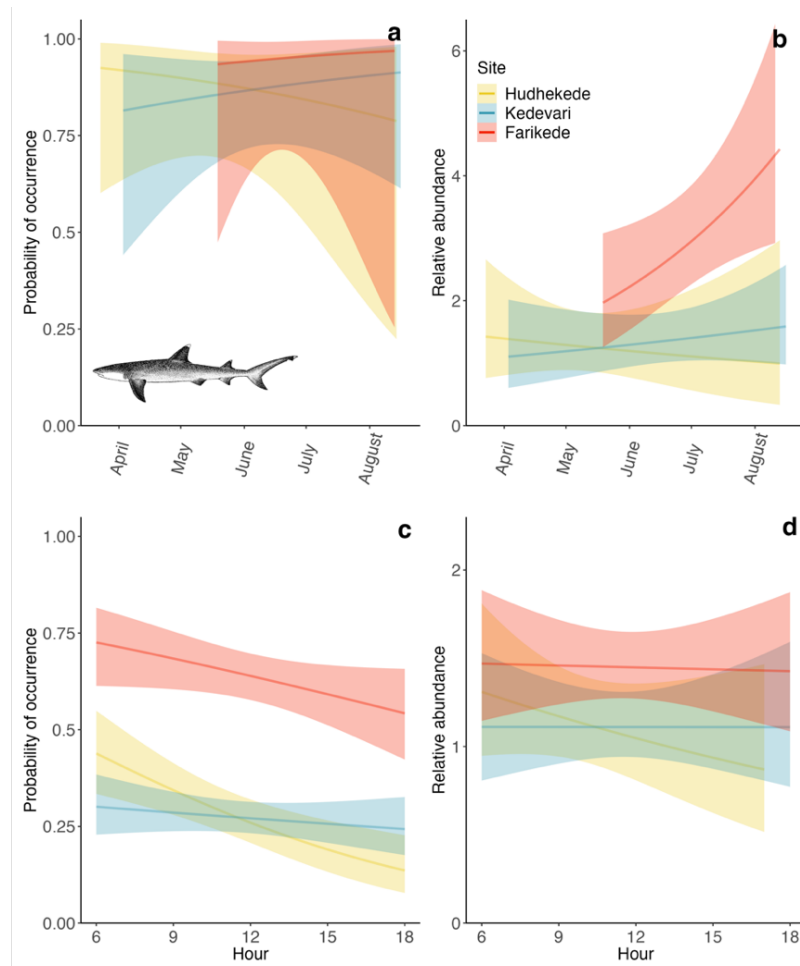 a
1.00
0.75
0.5
0.25
0.00
Probability of occurrence
April
May
June
July
August
b
6
4
2
0
Relative abundance
Site
Hudhekede
Kedevari
Farikede
April
May
June
July
August
c
1.00
0.75
0.5
0.25
0.00
Probability of occurrence
6
9
12
15
18
Hour
d
2
1
0
Relative abundance
6
9
12
15
18
Hour